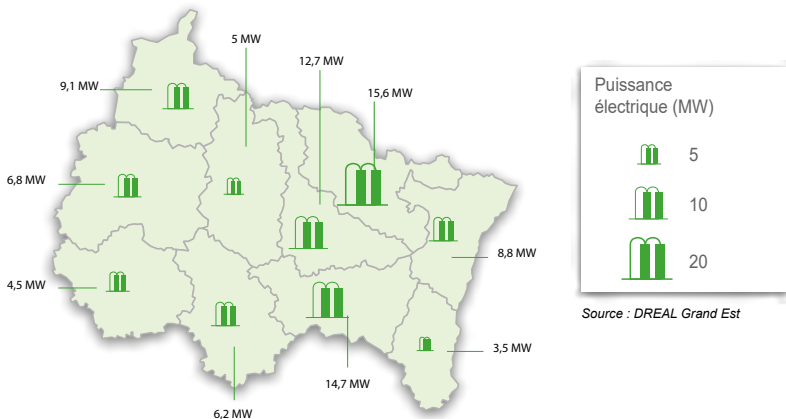 5 MW
12,7 MW
15,6 MW
9,1 MW
6,8 MW
4,5 MW
8,8 MW
3,5 MW
14,7 MW
6,2 MW
Puissance
électrique (MW)
5
10
20
Source : DREAL Grand Est